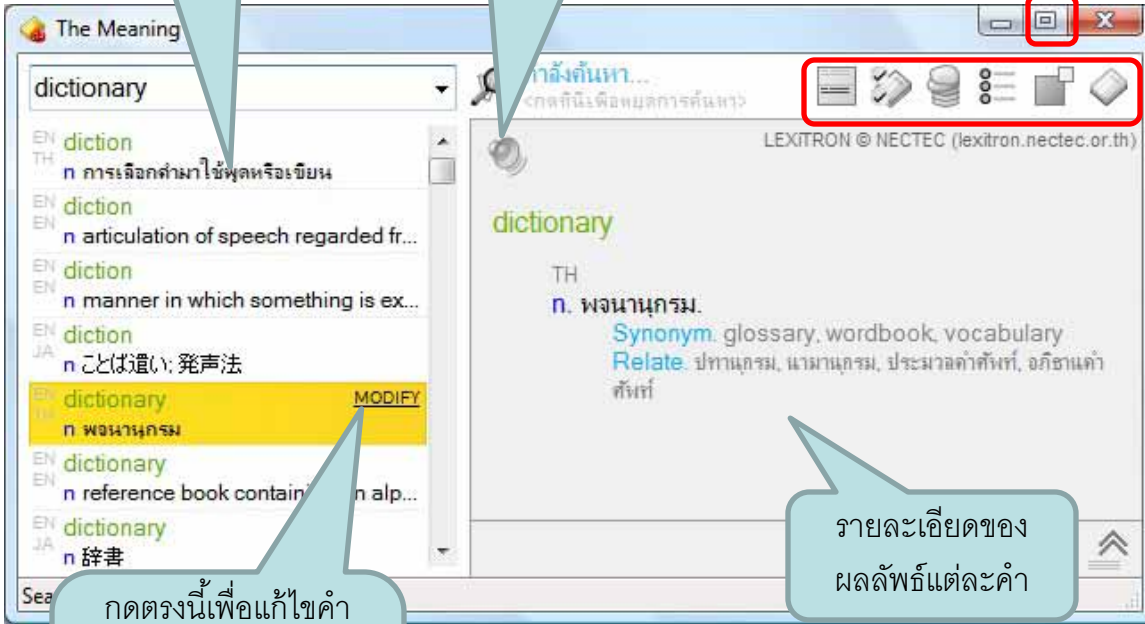 The Meaning
dictionary
กำลังค้นหา...
<กดที่นี่เพื่อหยุดการค้นหา>
EN diction
TH n การเลือกคำมาใช้พูดหรือเขียน
EN diction
EN n articulation of speech regarded fr...
EN diction
EN n manner in which something is ex...
EN diction
JA n ことば遣い; 発声法
EN dictionary MODIFY
TH n พจนานุกรม
EN dictionary
EN n reference book containing an alp...
EN dictionary
JA n 辞書
Sea
LEXiTRON © NECTEC (lexitron.nectec.or.th)
dictionary
TH
n. พจนานุกรม.
Synonym. glossary, wordbook, vocabulary
Relate. ปทานุกรม, นามานุกรม, ประมวลคำศัพท์, อภิธานคำ
ศัพท์
รายละเอียดของ
ผลลัพธ์แต่ละคำ
กดตรงนี้เพื่อแก้ไขคำ